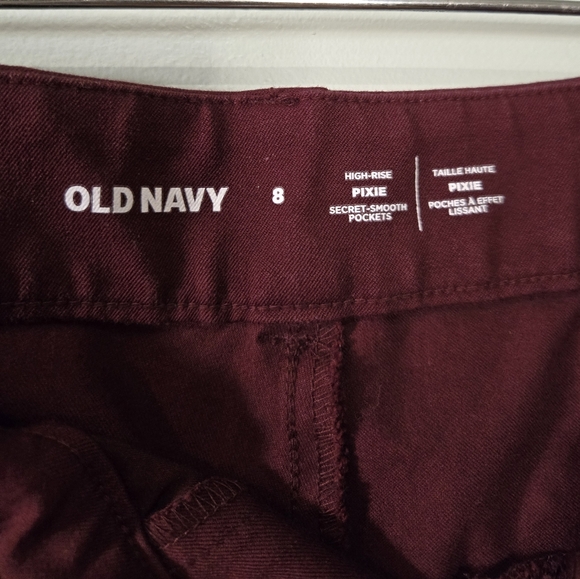 OLD NAVY
8
HIGH-RISE
PIXIE
SECRET-SMOOTH
POCKETS
TAILLE HAUTE
PIXIE
POCHES À EFFET
LISSANT